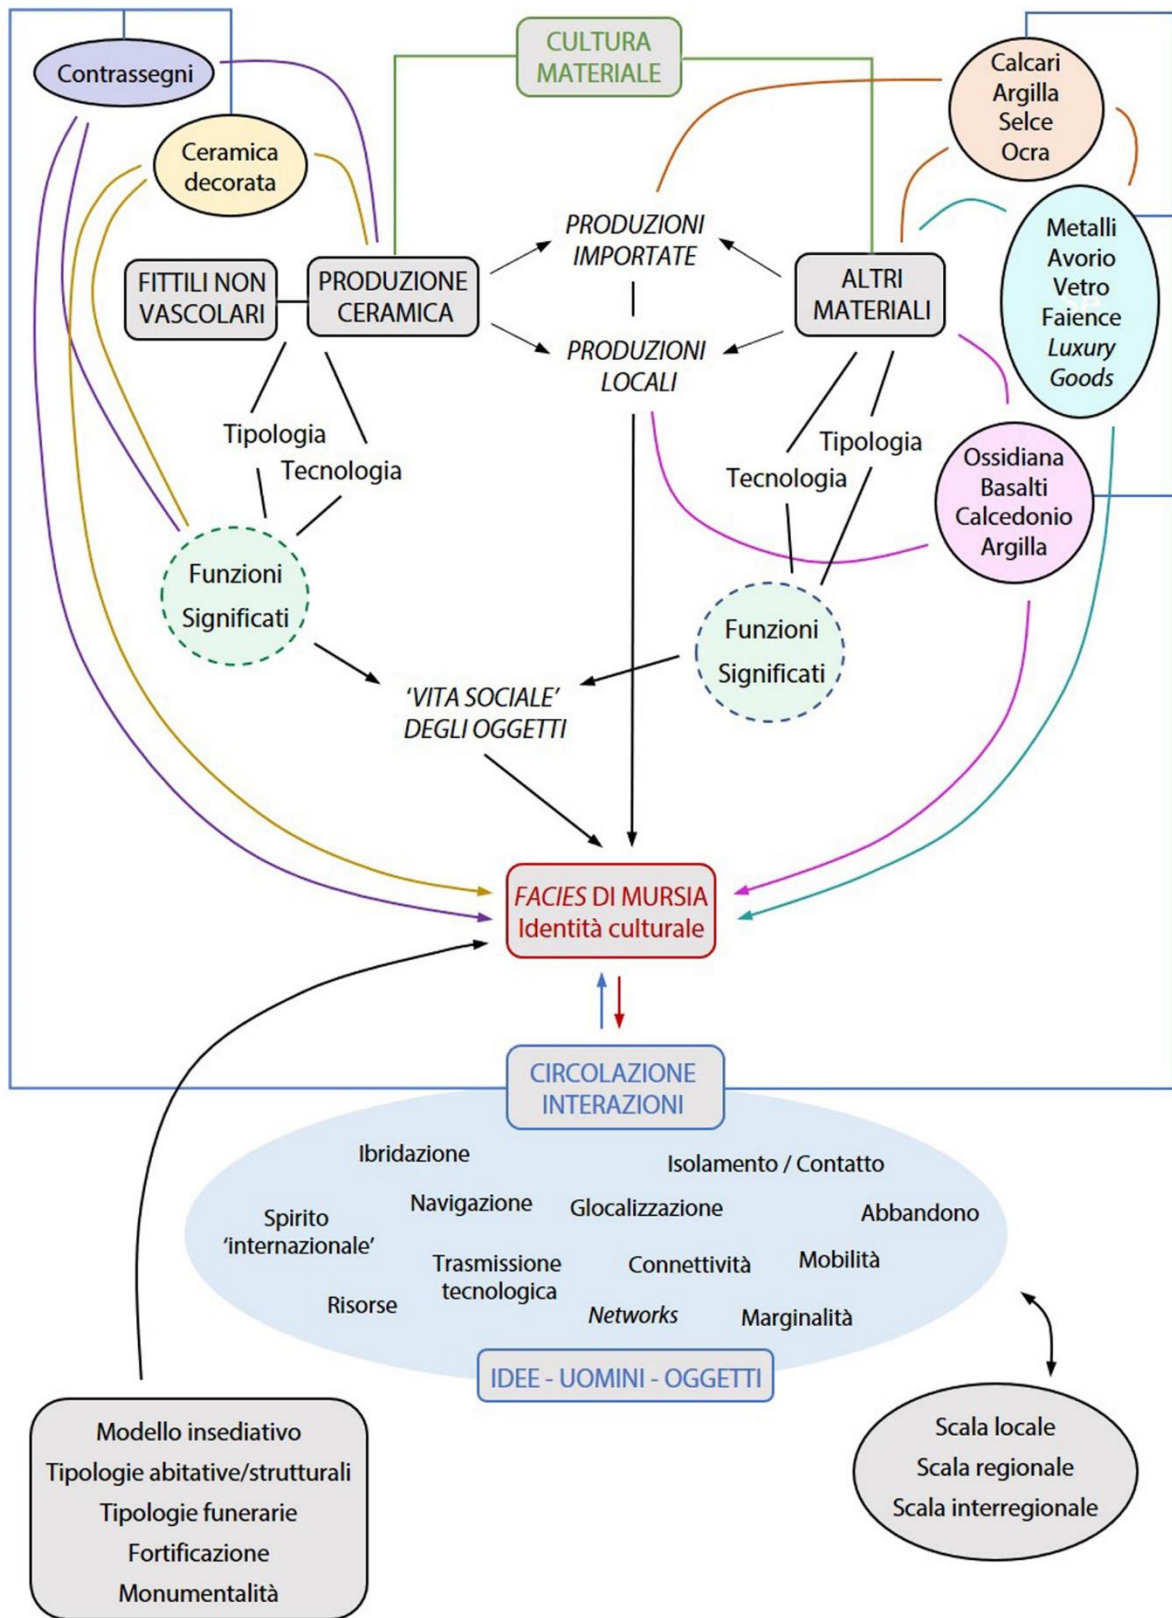 CULTURA
MATERIALE
Contrassegni
Ceramica
decorata
Calcari
Argilla
Selce
Ocra
PRODUZIONI
IMPORTATE
FITTILI NON
VASCOLARI
PRODUZIONE
CERAMICA
ALTRI
MATERIALI
Metalli
Avorio
Vetro
Faience
Luxury
Goods
PRODUZIONI
LOCALI
Tipologia
Tecnologia
Tipologia
Tecnologia
Ossidiana
Basalti
Calcedonio
Argilla
Funzioni
Significati
Funzioni
Significati
‘VITA SOCIALE’
DEGLI OGGETTI
FACIES DI MURSIA
Identità culturale
CIRCOLAZIONE
INTERAZIONI
Ibridazione
Isolamento / Contatto
Navigazione
Glocalizzazione
Abbandono
Spirito
‘internazionale’
Trasmissione
tecnologica
Connettività
Mobilità
Risorse
Networks
Marginalità
IDEE - UOMINI - OGGETTI
Modello insediativo
Tipologie abitative/strutturali
Tipologie funerarie
Fortificazione
Monumentalità
Scala locale
Scala regionale
Scala interregionale